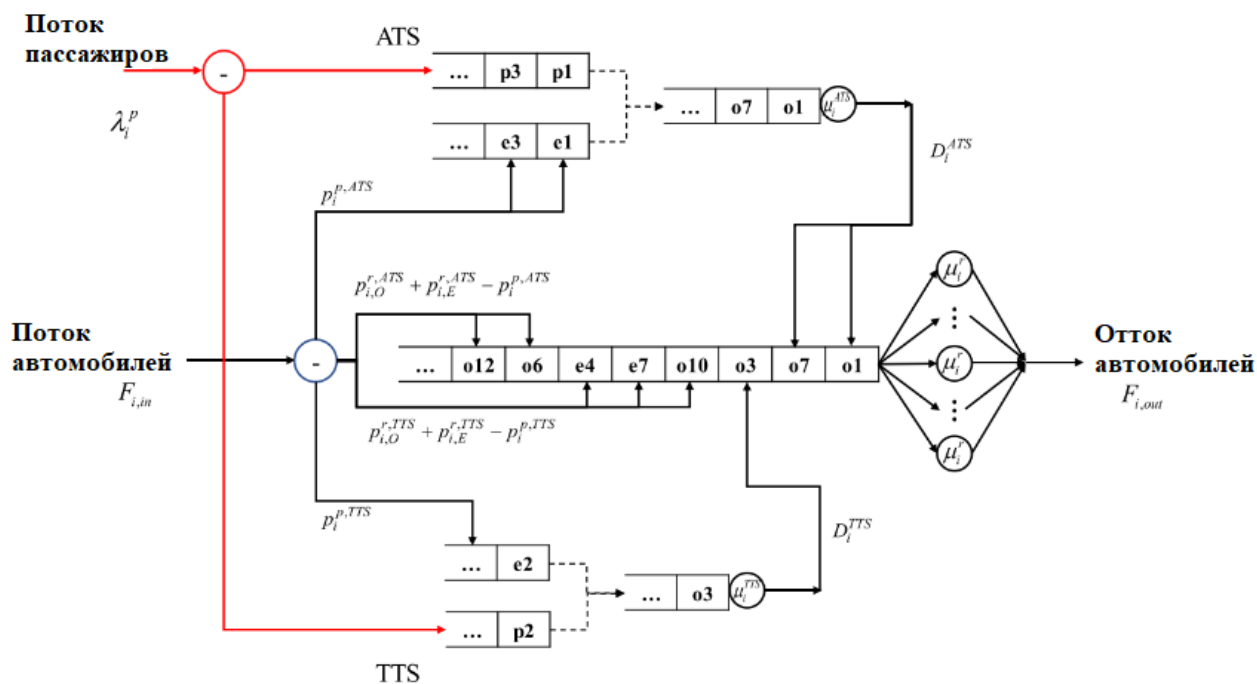 Поток
пассажиров
λ_i^p
-
ATS
... p3 p1
... e3 e1
... o7 o1 μ_i^{ATS}
D_i^{ATS}
p_i^{p,ATS}
p_{i,O}^{r,ATS} + p_{i,E}^{r,ATS} − p_i^{p,ATS}
Поток
автомобилей
F_{i,in}
-
... o12 o6 e4 e7 o10 o3 o7 o1
μ_i^r
⋮
μ_i^r
⋮
μ_i^r
Отток
автомобилей
F_{i,out}
p_{i,O}^{r,TTS} + p_{i,E}^{r,TTS} − p_i^{p,TTS}
p_i^{p,TTS}
D_i^{TTS}
... e2
... o3 μ_i^{TTS}
... p2
TTS